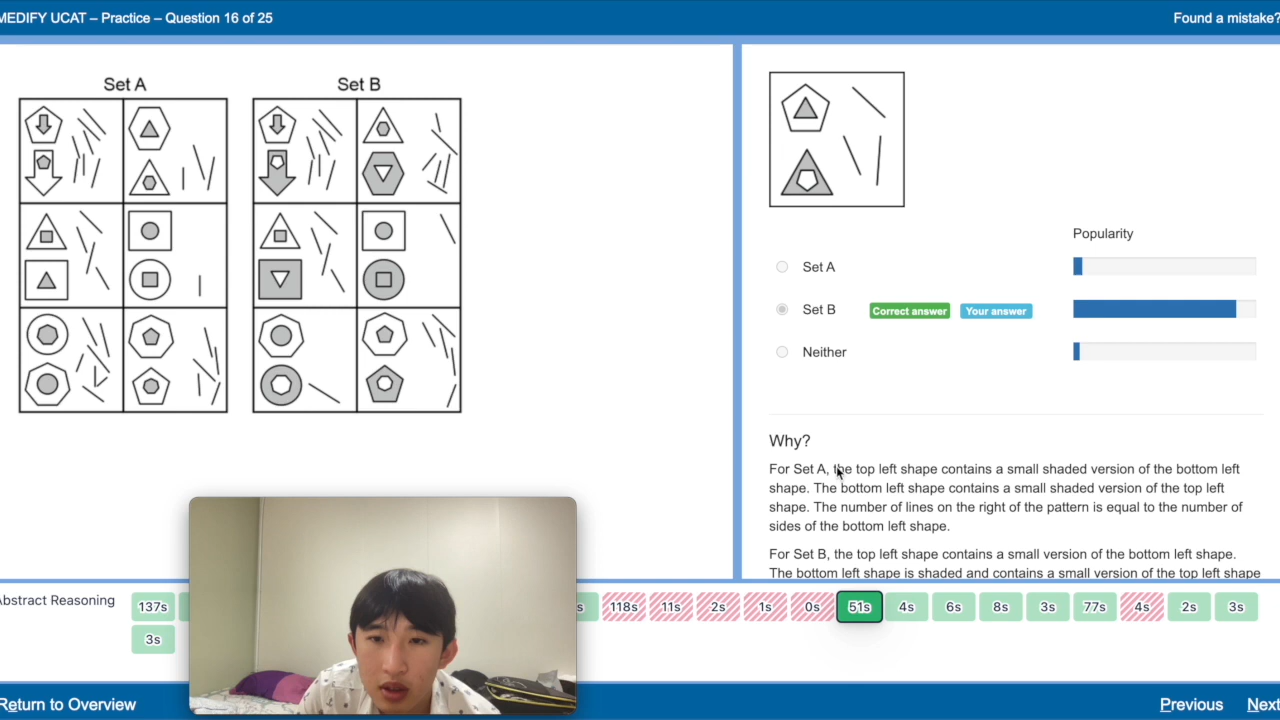 MEDIFY UCAT – Practice – Question 16 of 25
Found a mistake?
Set A
Set B
Popularity
Set A
Set B Correct answer Your answer
Neither
Why?
For Set A, the top left shape contains a small shaded version of the bottom left
shape. The bottom left shape contains a small shaded version of the top left
shape. The number of lines on the right of the pattern is equal to the number of
sides of the bottom left shape.
For Set B, the top left shape contains a small version of the bottom left shape.
The bottom left shape is shaded and contains a small version of the top left shape
Abstract Reasoning
137s
s 118s 11s 2s 1s 0s 51s 4s 6s 8s 3s 77s 4s 2s 3s
3s
Return to Overview
Previous
Next